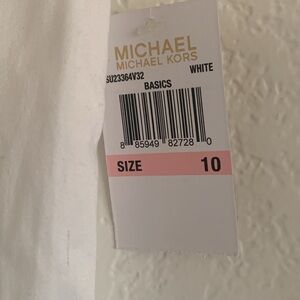 MICHAEL
MICHAEL KORS
SU23364V32 WHITE
BASICS
8 85949 82728 0
SIZE 10